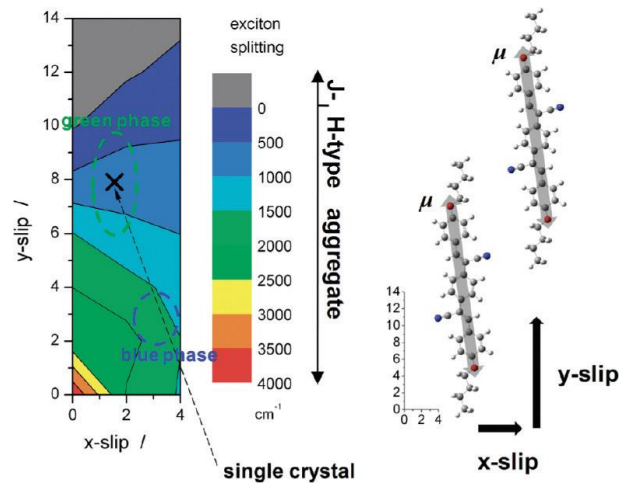 exciton
splitting
14
12
10
8
6
4
2
0
y-slip /
green phase
blue phase
0 2 4
x-slip /
0
500
1000
1500
2000
2500
3000
3500
4000
cm⁻¹
J-, H-type aggregate
single crystal
μ
μ
14
12
10
8
6
4
2
0
0 2 4
y-slip
x-slip